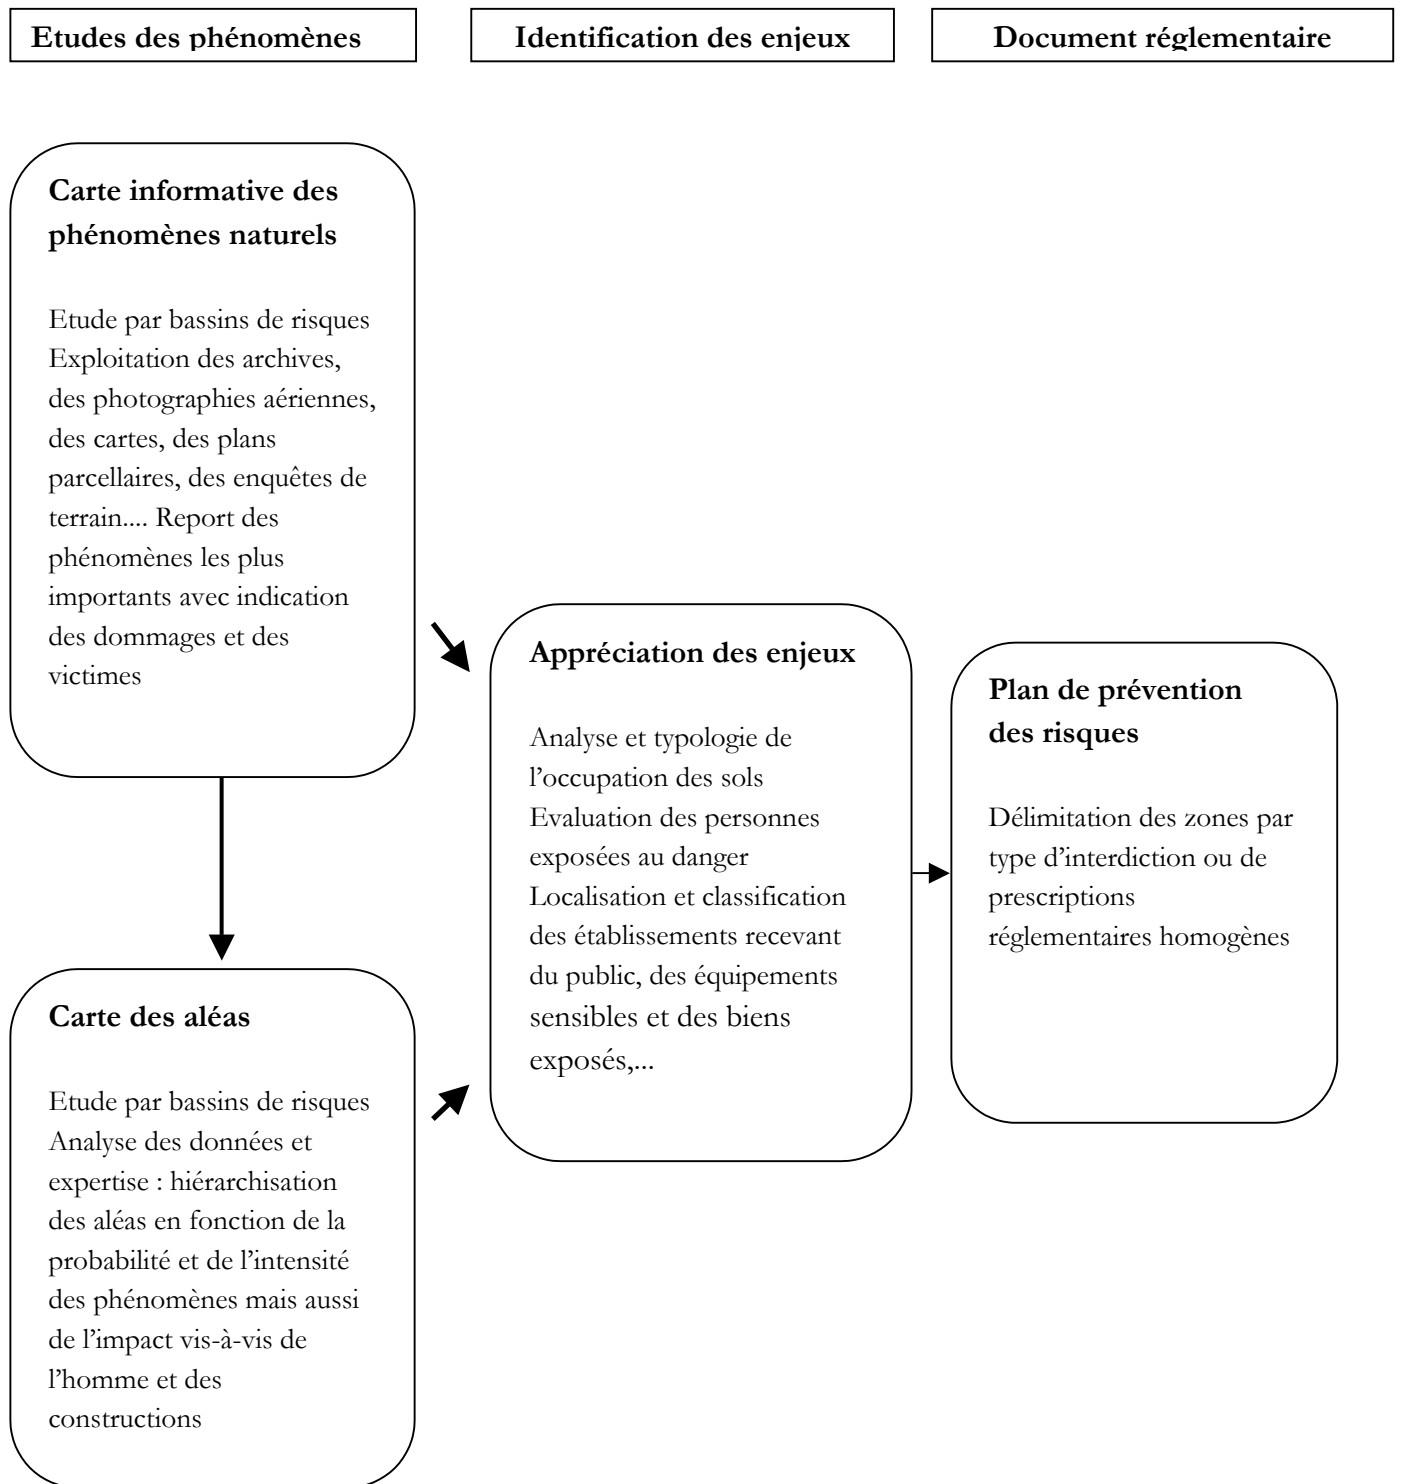 Etudes des phénomènes
Identification des enjeux
Document réglementaire
Carte informative des
phénomènes naturels
Etude par bassins de risques
Exploitation des archives,
des photographies aériennes,
des cartes, des plans
parcellaires, des enquêtes de
terrain.... Report des
phénomènes les plus
importants avec indication
des dommages et des
victimes
Carte des aléas
Etude par bassins de risques
Analyse des données et
expertise : hiérarchisation
des aléas en fonction de la
probabilité et de l’intensité
des phénomènes mais aussi
de l’impact vis-à-vis de
l’homme et des
constructions
Appréciation des enjeux
Analyse et typologie de
l’occupation des sols
Evaluation des personnes
exposées au danger
Localisation et classification
des établissements recevant
du public, des équipements
sensibles et des biens
exposés,...
Plan de prévention
des risques
Délimitation des zones par
type d’interdiction ou de
prescriptions
réglementaires homogènes